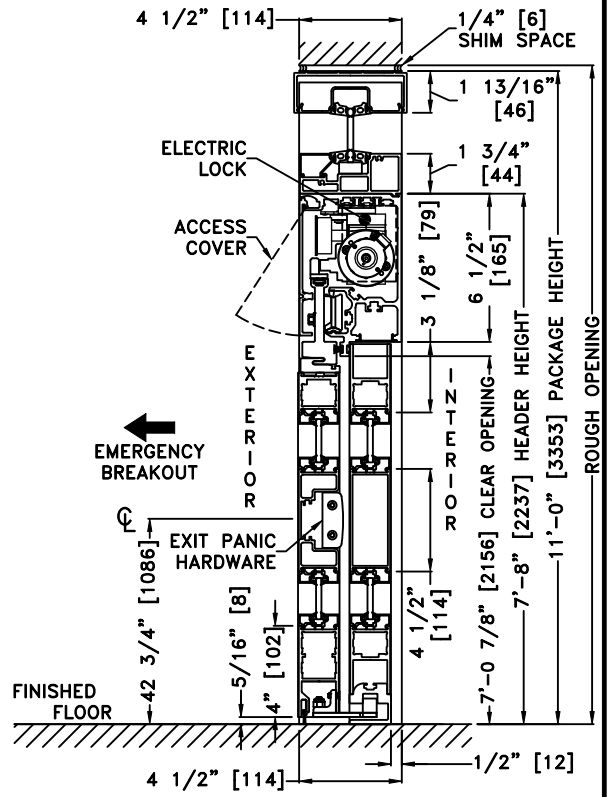 4 1/2" [114]
1/4" [6]
SHIM SPACE
1 13/16"
[46]
ELECTRIC
LOCK
1 3/4"
[44]
ACCESS
COVER
3 1/8" [79]
6 1/2"
[165]
EXTERIOR
INTERIOR
EMERGENCY
BREAKOUT
℄
EXIT PANIC
HARDWARE
42 3/4" [1086]
5/16" [8]
4" [102]
4 1/2"
[114]
7'-0 7/8" [2156] CLEAR OPENING
7'-8" [2237] HEADER HEIGHT
11'-0" [3353] PACKAGE HEIGHT
ROUGH OPENING
FINISHED
FLOOR
1/2" [12]
4 1/2" [114]